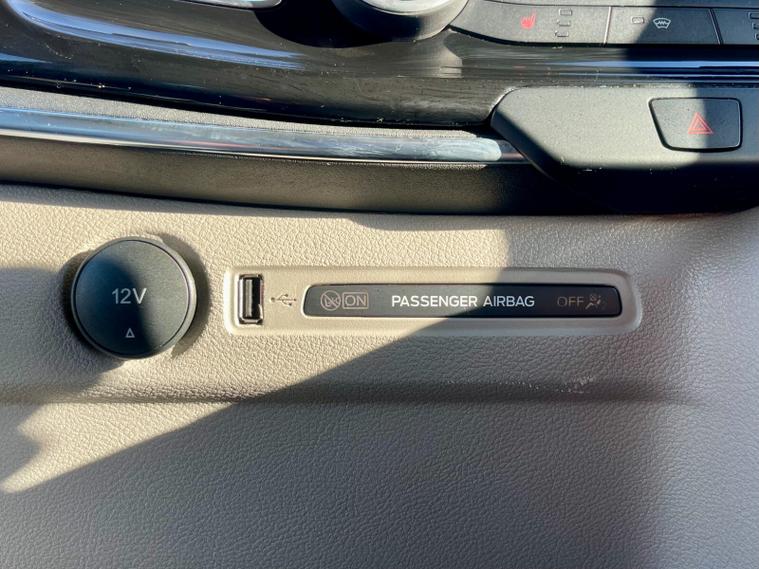 12V
ON PASSENGER AIRBAG OFF